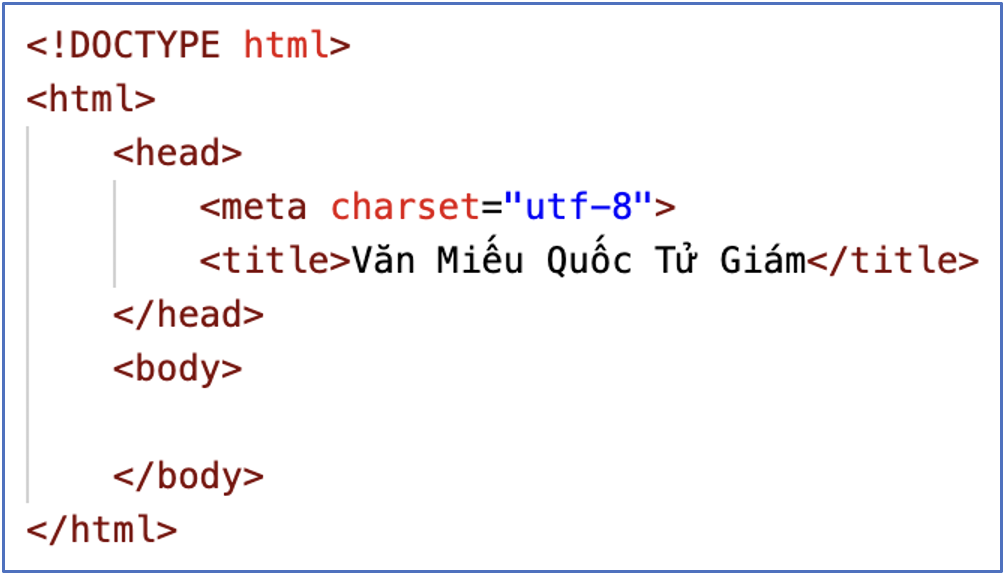 <!DOCTYPE html>
<html>
<head>
<meta charset="utf-8">
<title>Văn Miếu Quốc Tử Giám</title>
</head>
<body>
</body>
</html>